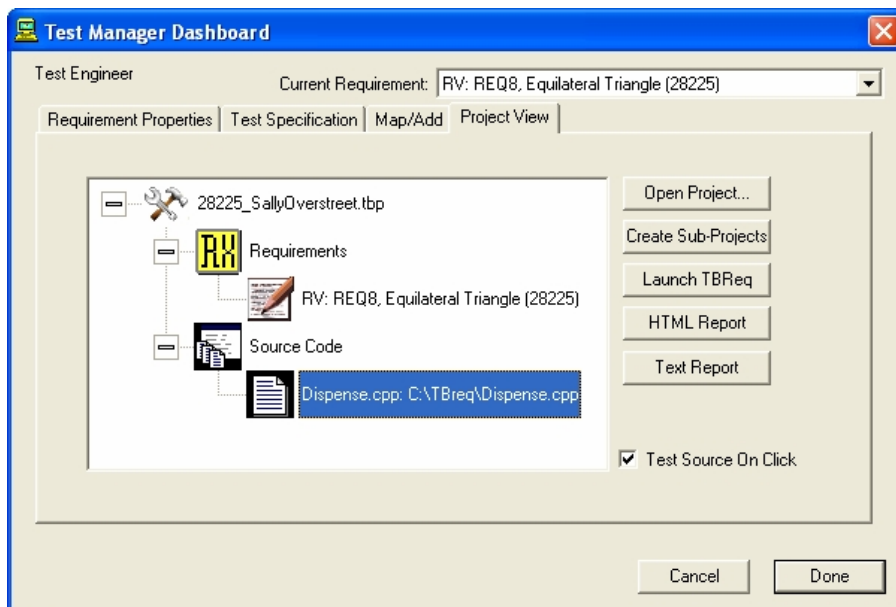 Test Manager Dashboard
Test Engineer
Current Requirement: RV: REQ8, Equilateral Triangle (28225)
Requirement Properties Test Specification Map/Add Project View
28225_SallyOverstreet.tbp
RX Requirements
RV: REQ8, Equilateral Triangle (28225)
Source Code
Dispense.cpp: C:\TBreq\Dispense.cpp
Open Project...
Create Sub-Projects
Launch TBReq
HTML Report
Text Report
Test Source On Click
Cancel Done